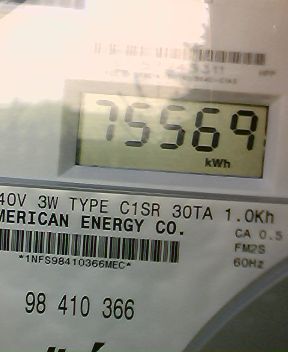 75569
kWh
40V 3W TYPE C1SR 30TA 1.0Kh
MERICAN ENERGY CO.
CA 0.5
FM2S
60Hz
*1NFS98410366MEC*
98 410 366